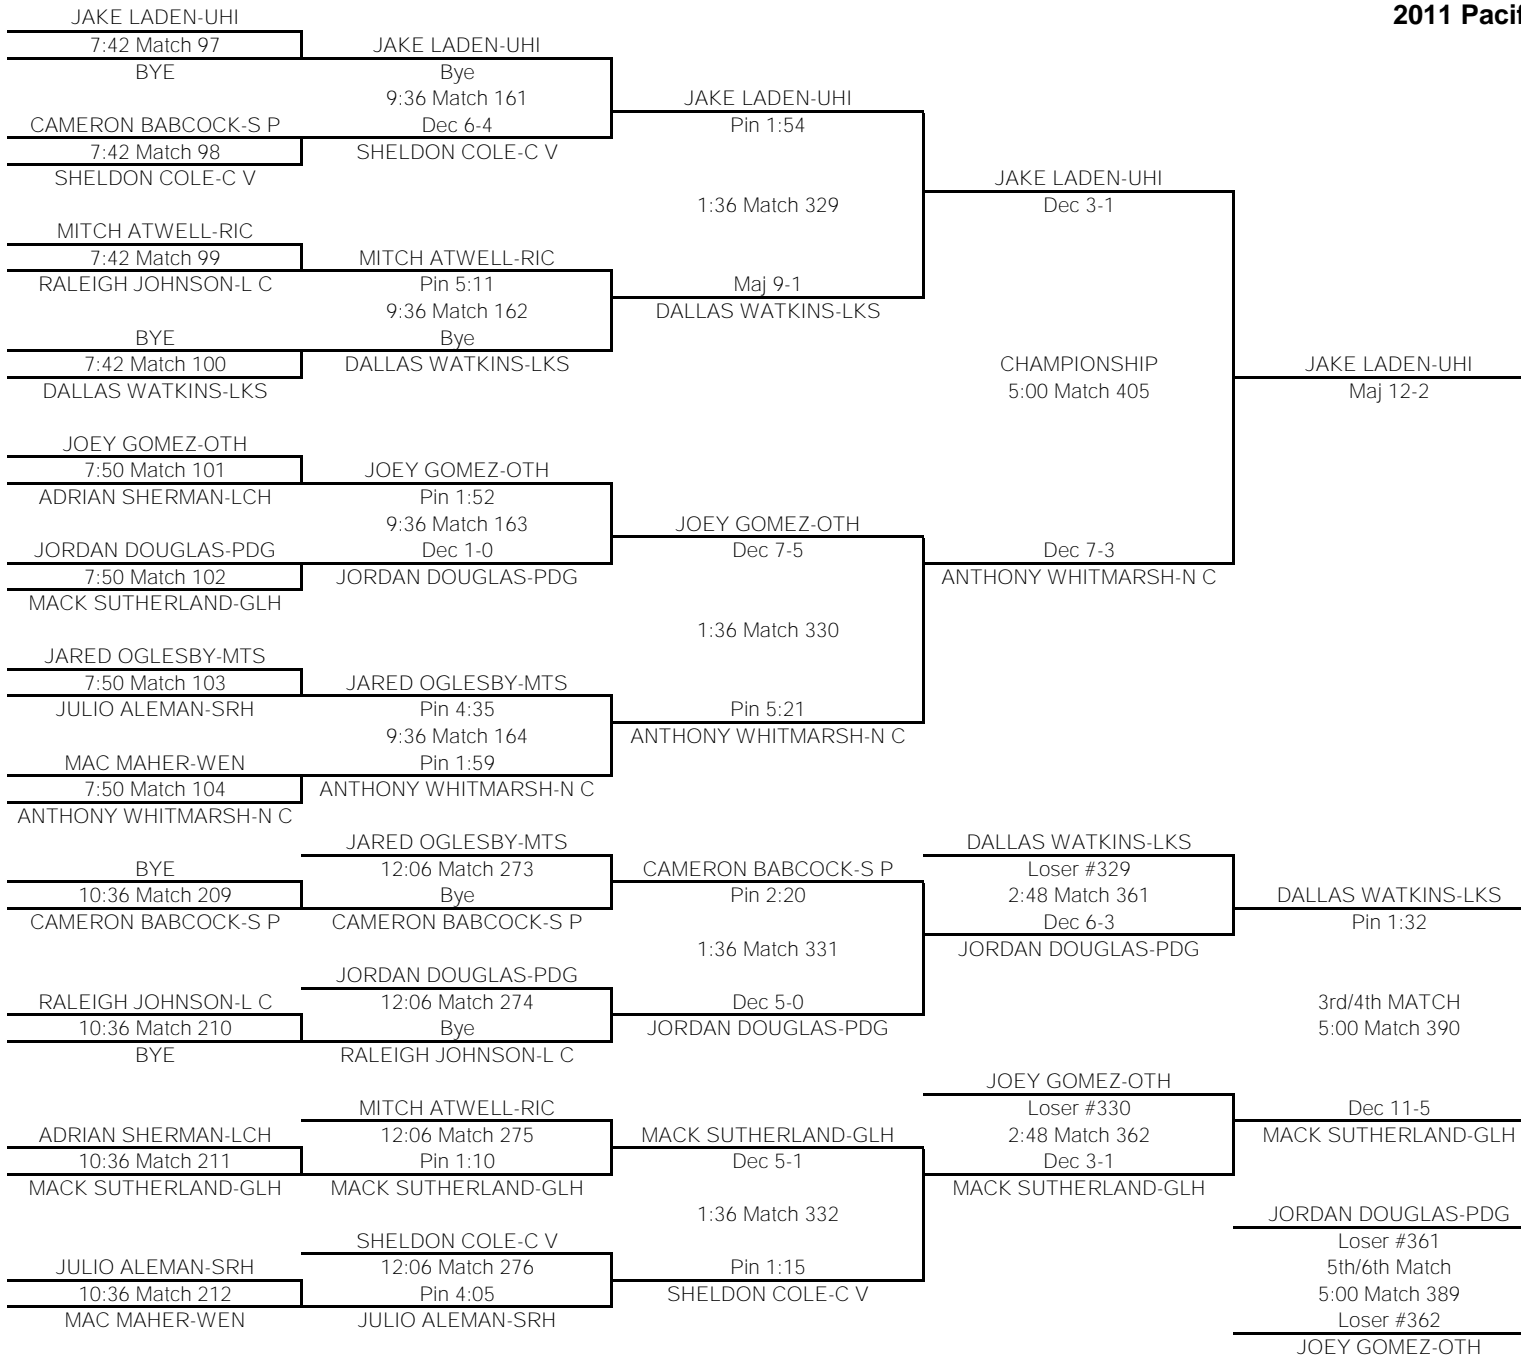 2011 Pacif
JAKE LADEN-UHI
7:42 Match 97
BYE
CAMERON BABCOCK-S P
7:42 Match 98
SHELDON COLE-C V
MITCH ATWELL-RIC
7:42 Match 99
RALEIGH JOHNSON-L C
BYE
7:42 Match 100
DALLAS WATKINS-LKS
JOEY GOMEZ-OTH
7:50 Match 101
ADRIAN SHERMAN-LCH
JORDAN DOUGLAS-PDG
7:50 Match 102
MACK SUTHERLAND-GLH
JARED OGLESBY-MTS
7:50 Match 103
JULIO ALEMAN-SRH
MAC MAHER-WEN
7:50 Match 104
ANTHONY WHITMARSH-N C
JAKE LADEN-UHI
Bye
9:36 Match 161
Dec 6-4
SHELDON COLE-C V
MITCH ATWELL-RIC
Pin 5:11
9:36 Match 162
Bye
DALLAS WATKINS-LKS
JOEY GOMEZ-OTH
Pin 1:52
9:36 Match 163
Dec 1-0
JORDAN DOUGLAS-PDG
JARED OGLESBY-MTS
Pin 4:35
9:36 Match 164
Pin 1:59
ANTHONY WHITMARSH-N C
JAKE LADEN-UHI
Pin 1:54
1:36 Match 329
Maj 9-1
DALLAS WATKINS-LKS
JOEY GOMEZ-OTH
Dec 7-5
1:36 Match 330
Pin 5:21
ANTHONY WHITMARSH-N C
JAKE LADEN-UHI
Dec 3-1
CHAMPIONSHIP
5:00 Match 405
Dec 7-3
ANTHONY WHITMARSH-N C
JAKE LADEN-UHI
Maj 12-2
BYE
10:36 Match 209
CAMERON BABCOCK-S P
RALEIGH JOHNSON-L C
10:36 Match 210
BYE
ADRIAN SHERMAN-LCH
10:36 Match 211
MACK SUTHERLAND-GLH
JULIO ALEMAN-SRH
10:36 Match 212
MAC MAHER-WEN
JARED OGLESBY-MTS
12:06 Match 273
Bye
CAMERON BABCOCK-S P
JORDAN DOUGLAS-PDG
12:06 Match 274
Bye
RALEIGH JOHNSON-L C
MITCH ATWELL-RIC
12:06 Match 275
Pin 1:10
MACK SUTHERLAND-GLH
SHELDON COLE-C V
12:06 Match 276
Pin 4:05
JULIO ALEMAN-SRH
CAMERON BABCOCK-S P
Pin 2:20
1:36 Match 331
Dec 5-0
JORDAN DOUGLAS-PDG
MACK SUTHERLAND-GLH
Dec 5-1
1:36 Match 332
Pin 1:15
SHELDON COLE-C V
DALLAS WATKINS-LKS
Loser #329
2:48 Match 361
Dec 6-3
JORDAN DOUGLAS-PDG
JOEY GOMEZ-OTH
Loser #330
2:48 Match 362
Dec 3-1
MACK SUTHERLAND-GLH
DALLAS WATKINS-LKS
Pin 1:32
3rd/4th MATCH
5:00 Match 390
Dec 11-5
MACK SUTHERLAND-GLH
JORDAN DOUGLAS-PDG
Loser #361
5th/6th Match
5:00 Match 389
Loser #362
JOEY GOMEZ-OTH